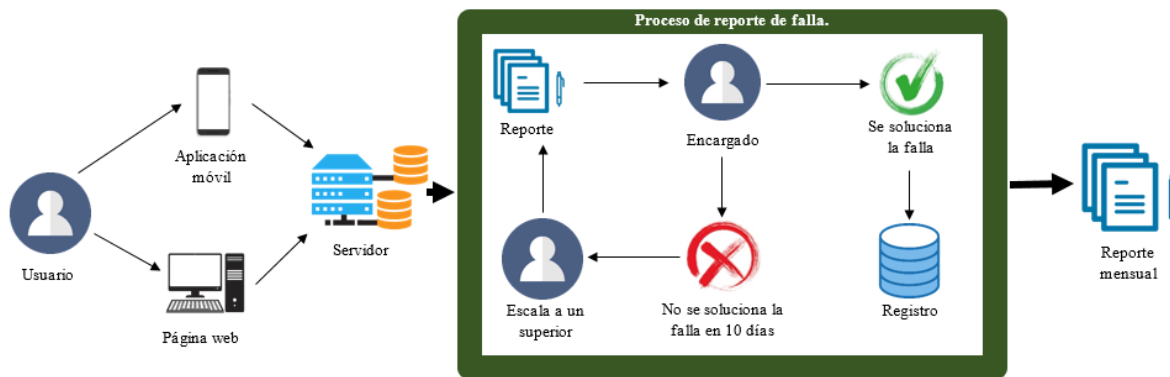 Proceso de reporte de falla.
Usuario
Aplicación
móvil
Página web
Servidor
Reporte
Encargado
Se soluciona
la falla
Escala a un
superior
No se soluciona la
falla en 10 días
Registro
Reporte
mensual